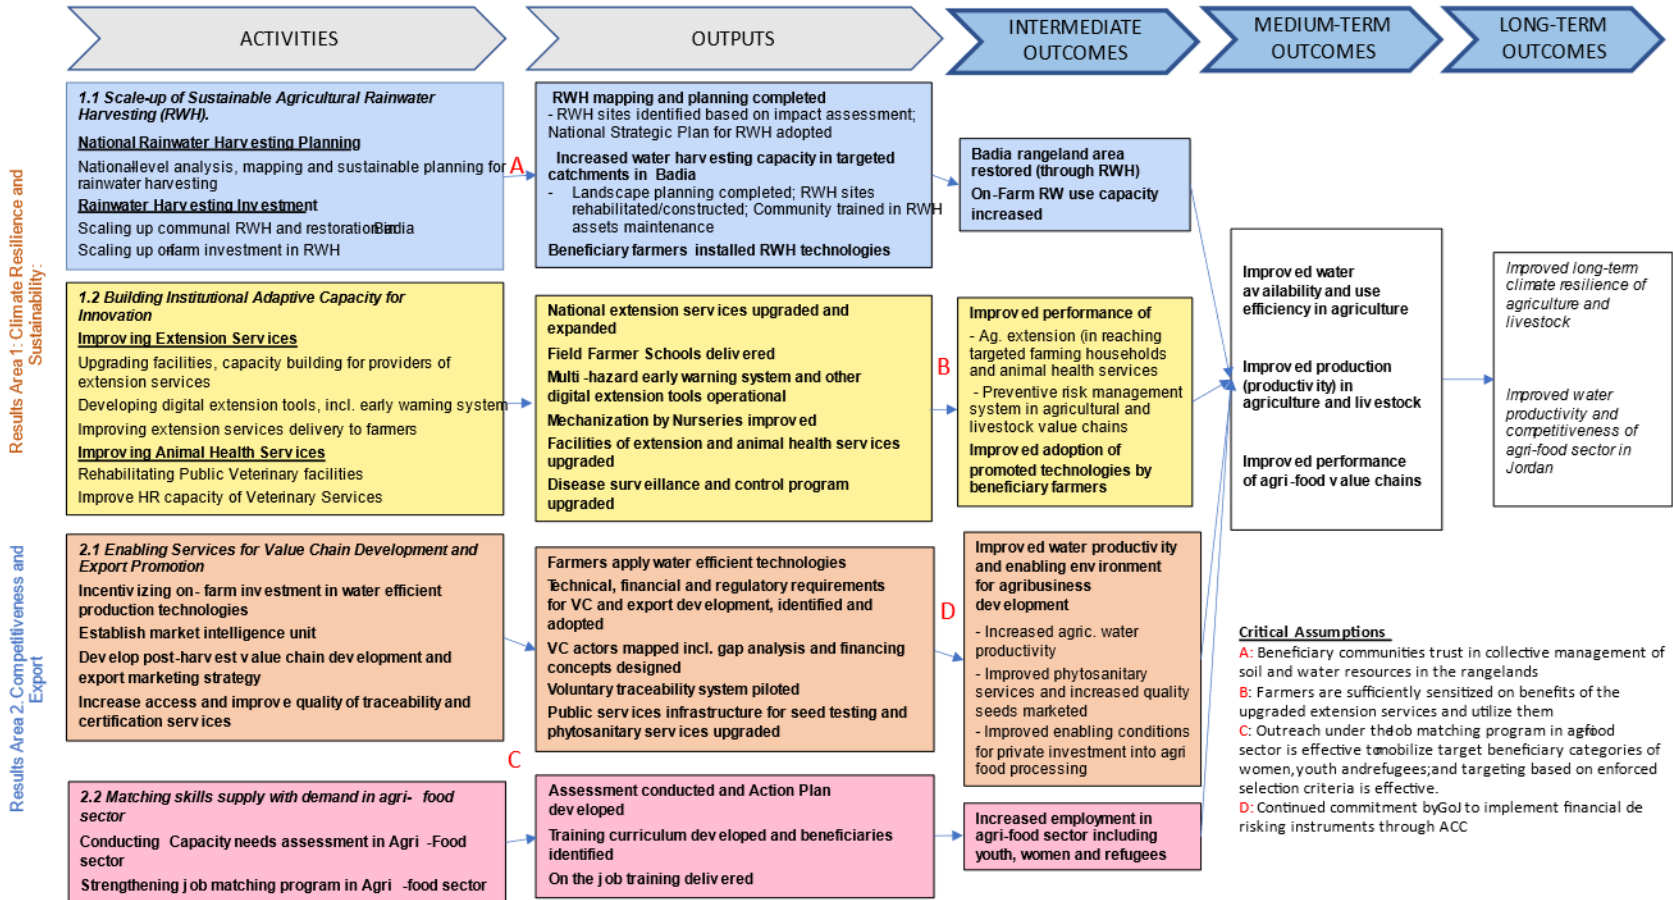 ACTIVITIES
OUTPUTS
INTERMEDIATE
OUTCOMES
MEDIUM-TERM
OUTCOMES
LONG-TERM
OUTCOMES
Results Area 1: Climate Resilience and
Sustainability:
1.1 Scale-up of Sustainable Agricultural Rainwater
Harvesting (RWH).
National Rainwater Harvesting Planning
National-level analysis, mapping and sustainable planning for
rainwater harvesting
Rainwater Harvesting Investment
Scaling up communal RWH and restoration in Badia
Scaling up on-farm investment in RWH
A
RWH mapping and planning completed
- RWH sites identified based on impact assessment;
National Strategic Plan for RWH adopted
Increased water harvesting capacity in targeted
catchments in Badia
- Landscape planning completed; RWH sites
rehabilitated/constructed; Community trained in RWH
assets maintenance
Beneficiary farmers installed RWH technologies
Badia rangeland area
restored (through RWH)
On-Farm RW use capacity
increased
1.2 Building Institutional Adaptive Capacity for
Innovation
Improving Extension Services
Upgrading facilities, capacity building for providers of
extension services
Developing digital extension tools, incl. early warning system
Improving extension services delivery to farmers
Improving Animal Health Services
Rehabilitating Public Veterinary facilities
Improve HR capacity of Veterinary Services
National extension services upgraded and
expanded
Field Farmer Schools delivered
Multi -hazard early warning system and other
digital extension tools operational
Mechanization by Nurseries improved
Facilities of extension and animal health services
upgraded
Disease surveillance and control program
upgraded
B
Improved performance of
- Ag. extension (in reaching
targeted farming households
and animal health services
- Preventive risk management
system in agricultural and
livestock value chains
Improved adoption of
promoted technologies by
beneficiary farmers
Improved water
availability and use
efficiency in agriculture
Improved production
(productivity) in
agriculture and livestock
Improved performance
of agri-food value chains
Improved long-term
climate resilience of
agriculture and
livestock
Improved water
productivity and
competitiveness of
agri-food sector in
Jordan
Results Area 2. Competitiveness and
Export
2.1 Enabling Services for Value Chain Development and
Export Promotion
Incentivizing on- farm investment in water efficient
production technologies
Establish market intelligence unit
Develop post-harvest value chain development and
export marketing strategy
Increase access and improve quality of traceability and
certification services
Farmers apply water efficient technologies
Technical, financial and regulatory requirements
for VC and export development, identified and
adopted
VC actors mapped incl. gap analysis and financing
concepts designed
Voluntary traceability system piloted
Public services infrastructure for seed testing and
phytosanitary services upgraded
D
Improved water productivity
and enabling environment
for agribusiness
development
- Increased agric. water
productivity
- Improved phytosanitary
services and increased quality
seeds marketed
- Improved enabling conditions
for private investment into agri
food processing
C
2.2 Matching skills supply with demand in agri- food
sector
Conducting Capacity needs assessment in Agri -Food
sector
Strengthening job matching program in Agri -food sector
Assessment conducted and Action Plan
developed
Training curriculum developed and beneficiaries
identified
On the job training delivered
Increased employment in
agri-food sector including
youth, women and refugees
Critical Assumptions
A: Beneficiary communities trust in collective management of
soil and water resources in the rangelands
B: Farmers are sufficiently sensitized on benefits of the
upgraded extension services and utilize them
C: Outreach under the Job matching program in agrifood
sector is effective to mobilize target beneficiary categories of
women, youth and refugees; and targeting based on enforced
selection criteria is effective.
D: Continued commitment by GoJ to implement financial de
risking instruments through ACC